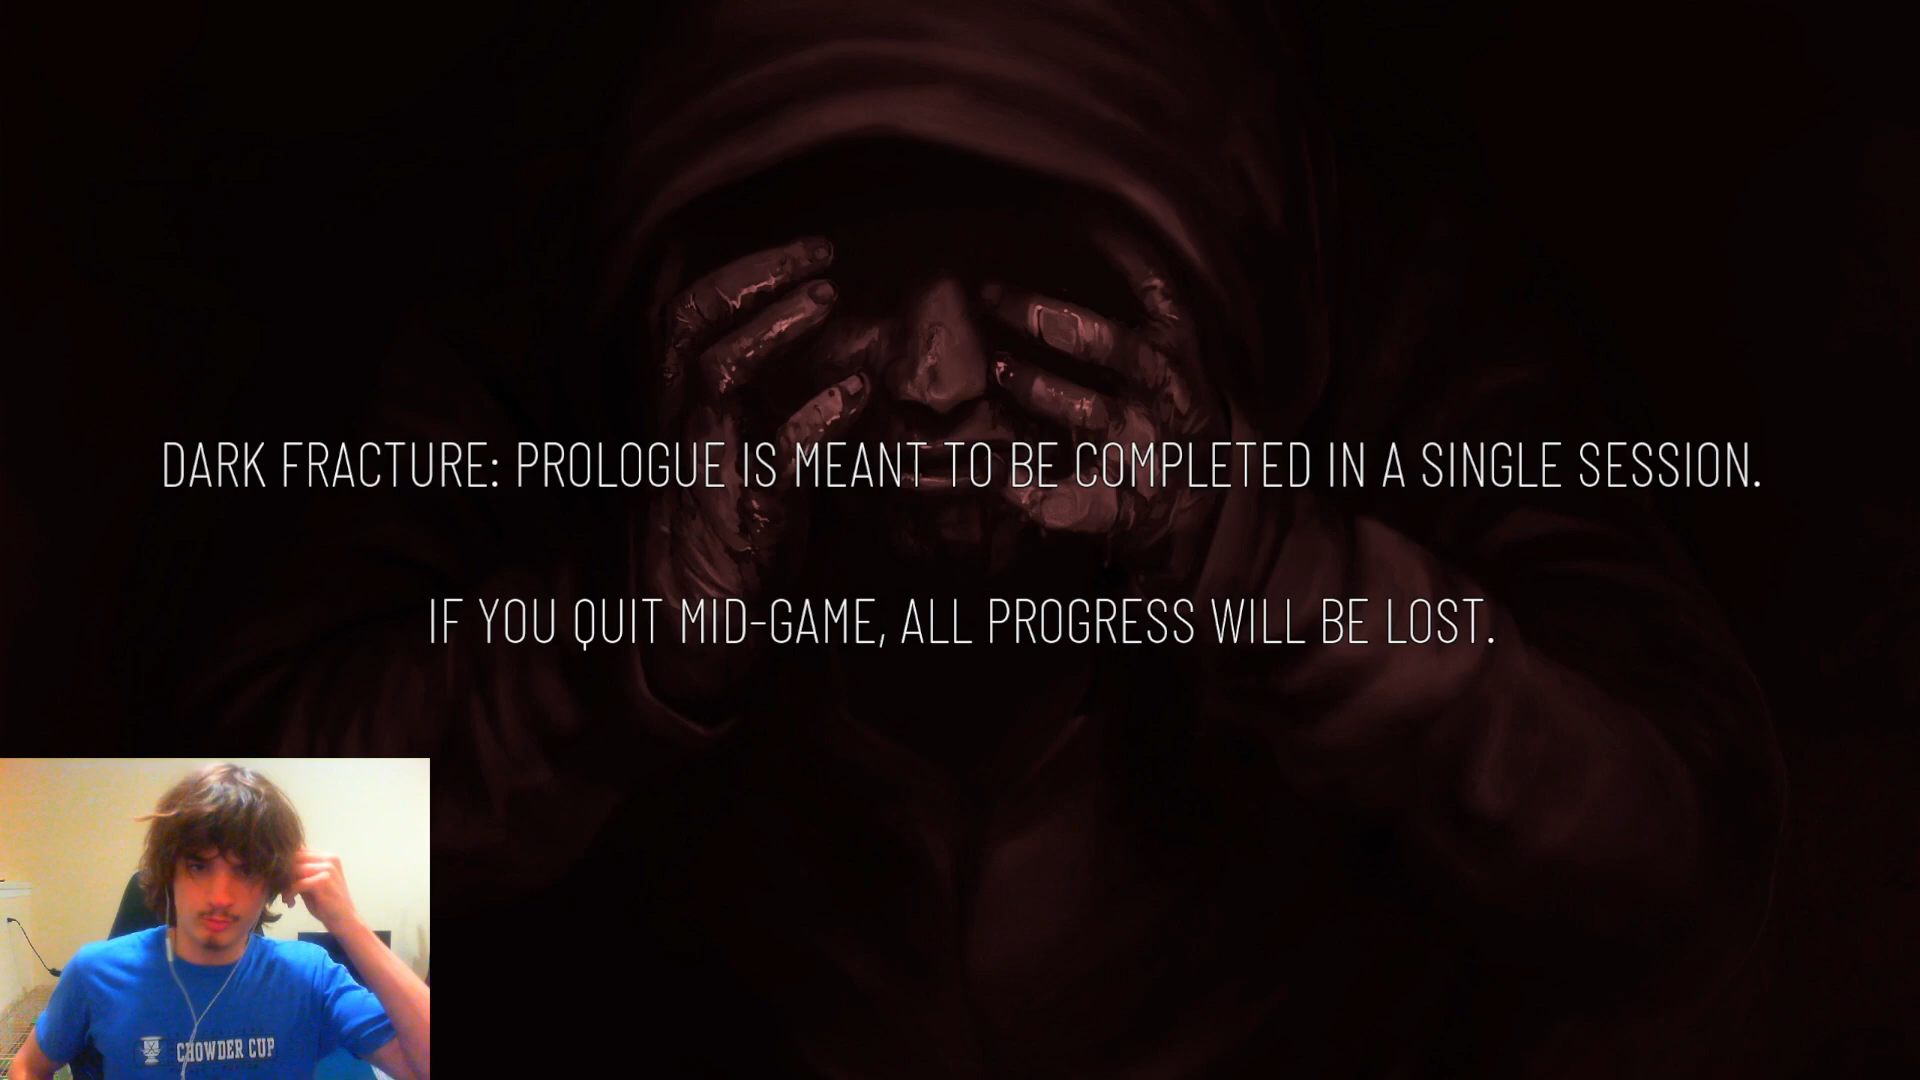 DARK FRACTURE: PROLOGUE IS MEANT TO BE COMPLETED IN A SINGLE SESSION.
IF YOU QUIT MID-GAME, ALL PROGRESS WILL BE LOST.
CHOWDER CUP